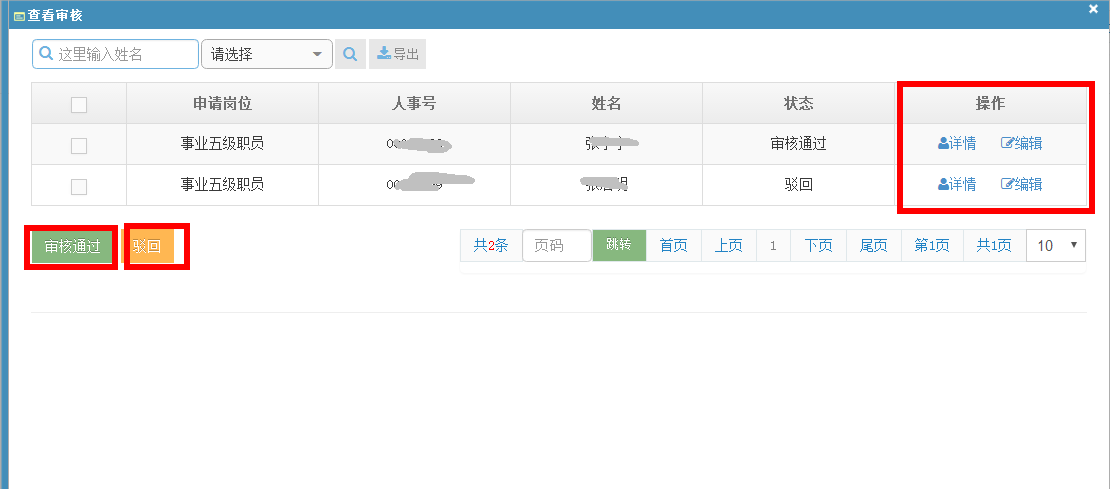 查看审核
这里输入姓名 请选择 导出
申请岗位 人事号 姓名 状态 操作
事业五级职员 审核通过 详情 编辑
事业五级职员 驳回 详情 编辑
审核通过 驳回 共2条 页码 跳转 首页 上页 1 下页 尾页 第1页 共1页 10